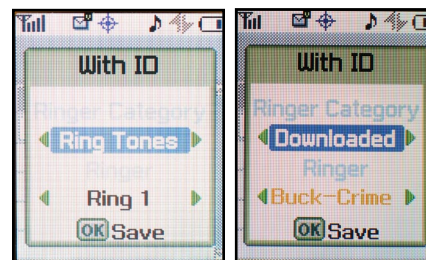 With ID
Ringer Category
Ring Tones
Ringer
Ring 1
OK Save
With ID
Ringer Category
Downloaded
Ringer
Buck-Crime
OK Save